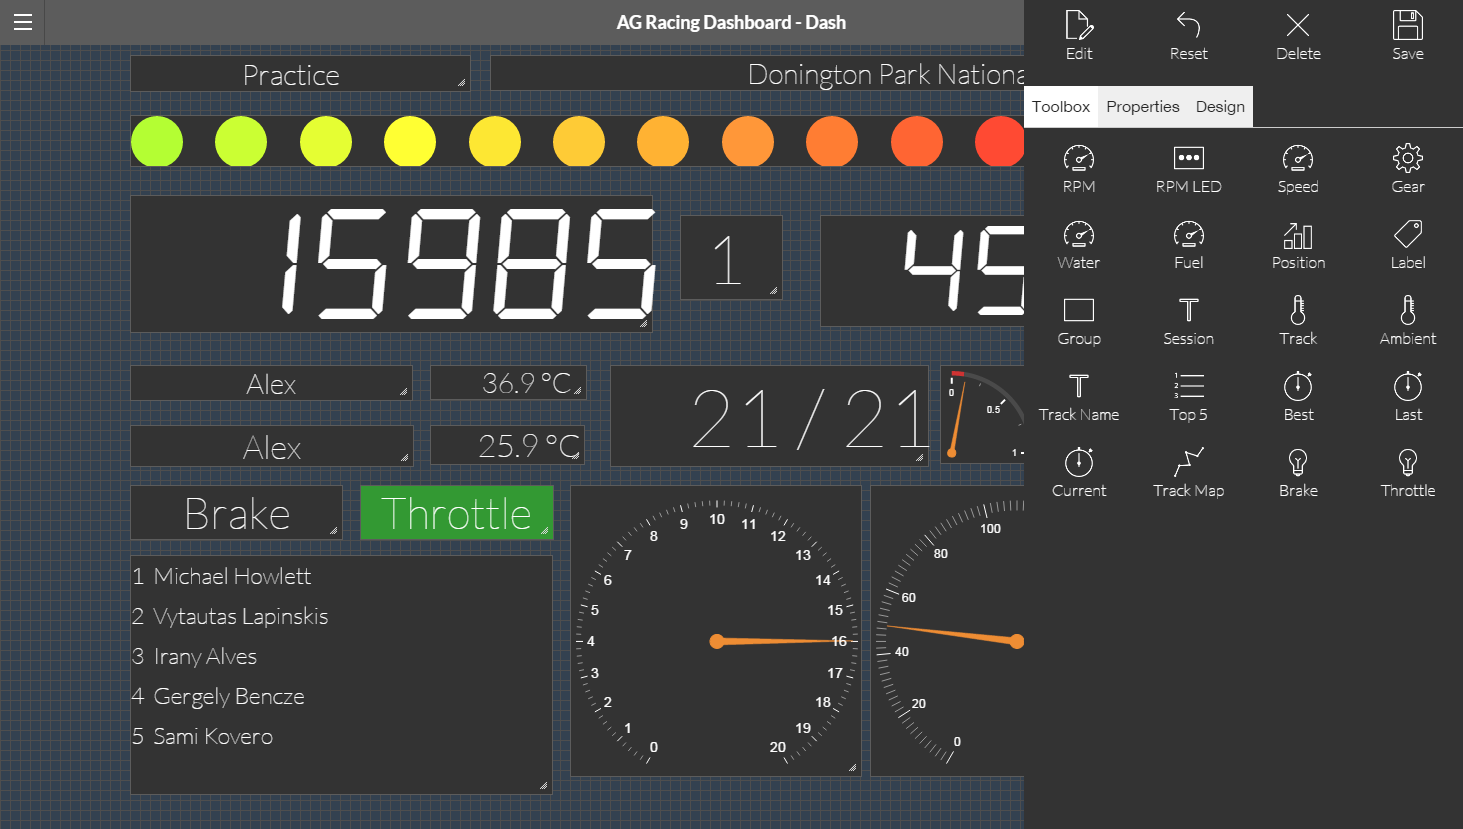 AG Racing Dashboard - Dash
Edit Reset Delete Save
Toolbox Properties Design
Practice
Donington Park Nationa
15985
1
45
Alex
36.9 °C
21 / 21
0 0.5 1
Alex
25.9 °C
Brake
Throttle
1 Michael Howlett
2 Vytautas Lapinskis
3 Irany Alves
4 Gergely Bencze
5 Sami Kovero
0 1 2 3 4 5 6 7 8 9 10 11 12 13 14 15 16 17 18 19 20
0 20 40 60 80 100
RPM RPM LED Speed Gear
Water Fuel Position Label
Group Session Track Ambient
1 2 3
Track Name Top 5 Best Last
Current Track Map Brake Throttle